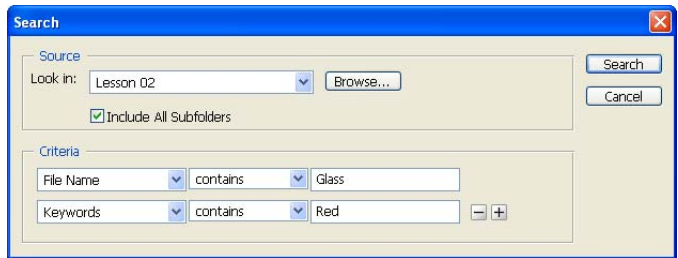 Search
Source
Look in: Lesson 02 Browse... Search
Include All Subfolders Cancel
Criteria
File Name contains Glass
Keywords contains Red